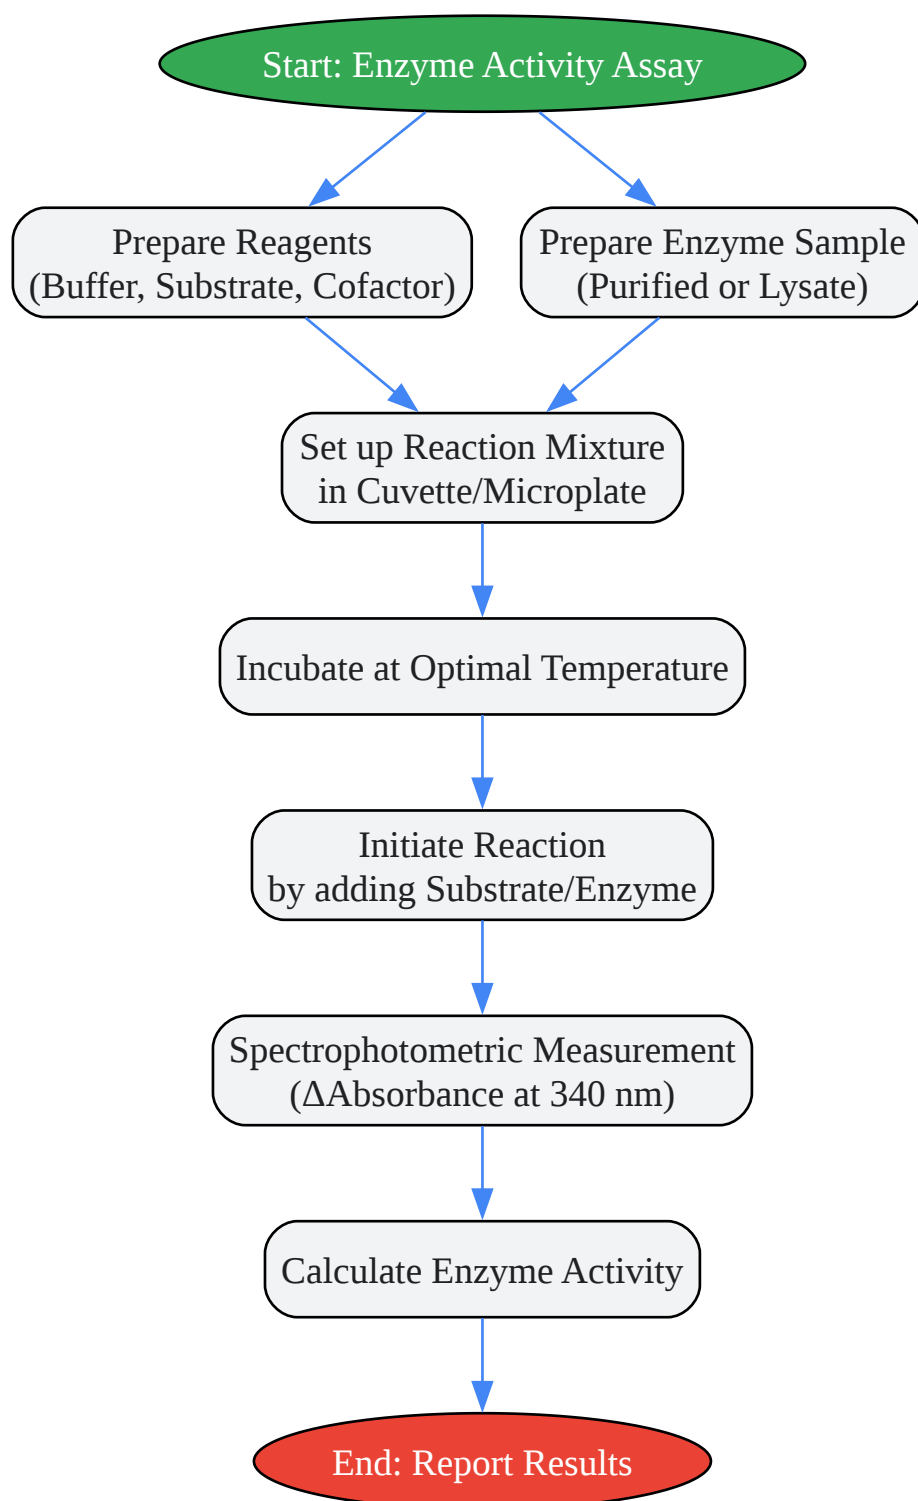 Start: Enzyme Activity Assay
Prepare Reagents
(Buffer, Substrate, Cofactor)
Prepare Enzyme Sample
(Purified or Lysate)
Set up Reaction Mixture
in Cuvette/Microplate
Incubate at Optimal Temperature
Initiate Reaction
by adding Substrate/Enzyme
Spectrophotometric Measurement
(ΔAbsorbance at 340 nm)
Calculate Enzyme Activity
End: Report Results